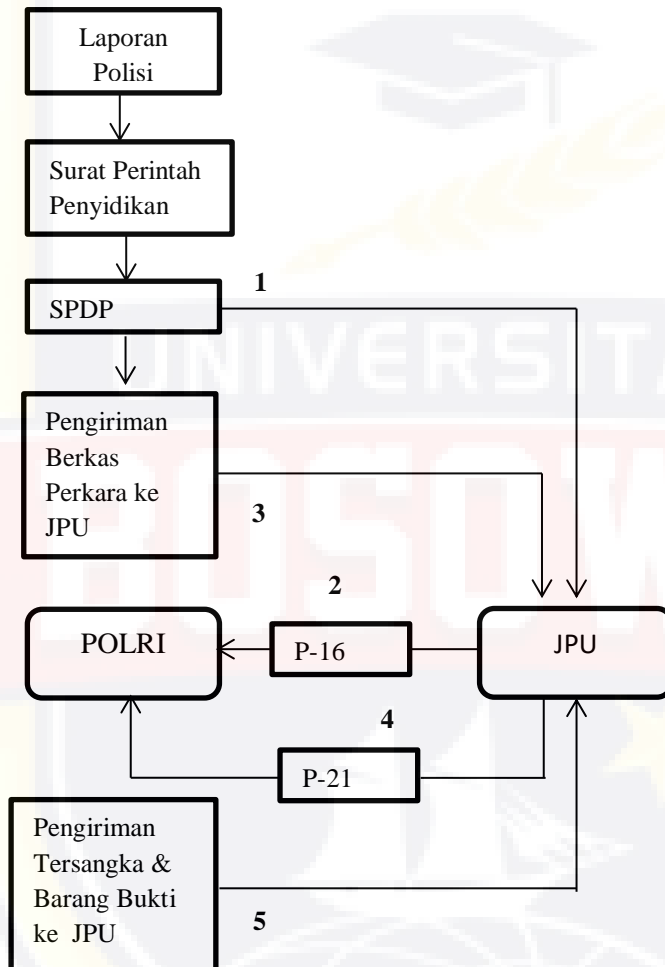 Laporan
Polisi
Surat Perintah
Penyidikan
1
SPDP
Pengiriman
Berkas
Perkara ke
JPU
3
2
POLRI
P-16
JPU
4
P-21
Pengiriman
Tersangka &
Barang Bukti
ke JPU
5